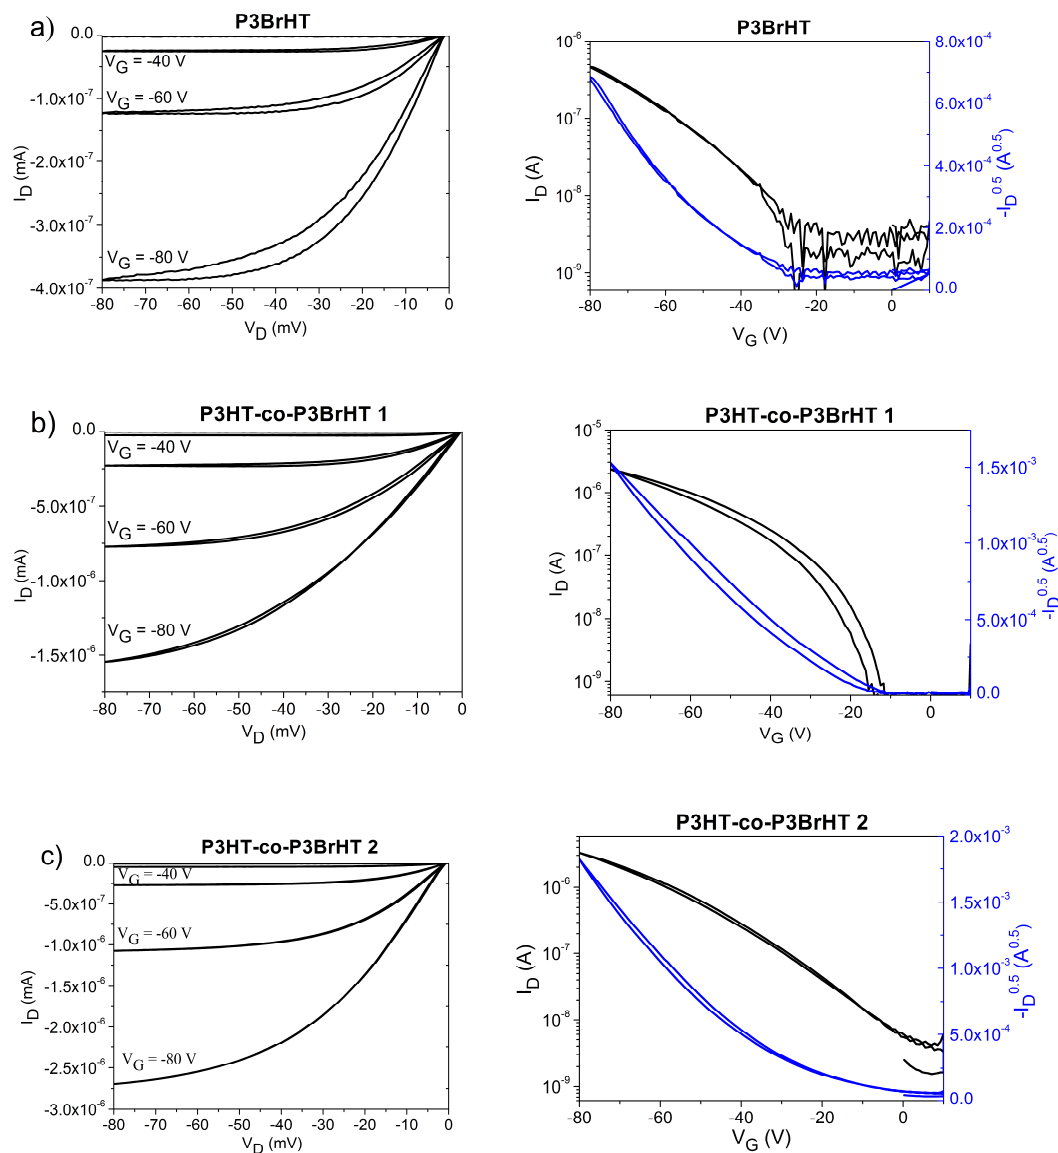 a)
P3BrHT
0.0
-1.0x10⁻⁷
-2.0x10⁻⁷
-3.0x10⁻⁷
-4.0x10⁻⁷
I_D (mA)
V_G = -40 V
V_G = -60 V
V_G = -80 V
-80 -70 -60 -50 -40 -30 -20 -10 0
V_D (mV)
P3BrHT
10⁻⁶
10⁻⁷
10⁻⁸
10⁻⁹
I_D (A)
8.0x10⁻⁴
6.0x10⁻⁴
4.0x10⁻⁴
2.0x10⁻⁴
0.0
-I_D^0.5 (A^0.5)
-80 -60 -40 -20 0
V_G (V)
b)
P3HT-co-P3BrHT 1
0.0
-5.0x10⁻⁷
-1.0x10⁻⁶
-1.5x10⁻⁶
I_D (mA)
V_G = -40 V
V_G = -60 V
V_G = -80 V
-80 -70 -60 -50 -40 -30 -20 -10 0
V_D (mV)
P3HT-co-P3BrHT 1
10⁻⁵
10⁻⁶
10⁻⁷
10⁻⁸
10⁻⁹
I_D (A)
1.5x10⁻³
1.0x10⁻³
5.0x10⁻⁴
0.0
-I_D^0.5 (A^0.5)
-80 -60 -40 -20 0
V_G (V)
c)
P3HT-co-P3BrHT 2
0.0
-5.0x10⁻⁷
-1.0x10⁻⁶
-1.5x10⁻⁶
-2.0x10⁻⁶
-2.5x10⁻⁶
-3.0x10⁻⁶
I_D (mA)
V_G = -40 V
V_G = -60 V
V_G = -80 V
-80 -70 -60 -50 -40 -30 -20 -10 0
V_D (mV)
P3HT-co-P3BrHT 2
10⁻⁶
10⁻⁷
10⁻⁸
10⁻⁹
I_D (A)
2.0x10⁻³
1.5x10⁻³
1.0x10⁻³
5.0x10⁻⁴
0.0
-I_D^0.5 (A^0.5)
-80 -60 -40 -20 0
V_G (V)